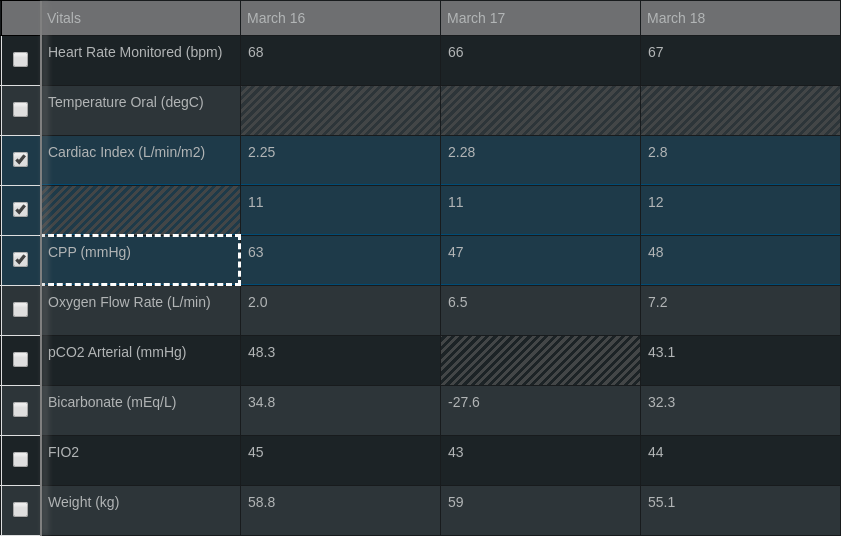 Vitals March 16 March 17 March 18
Heart Rate Monitored (bpm) 68 66 67
Temperature Oral (degC)
Cardiac Index (L/min/m2) 2.25 2.28 2.8
11 11 12
CPP (mmHg) 63 47 48
Oxygen Flow Rate (L/min) 2.0 6.5 7.2
pCO2 Arterial (mmHg) 48.3 43.1
Bicarbonate (mEq/L) 34.8 -27.6 32.3
FIO2 45 43 44
Weight (kg) 58.8 59 55.1